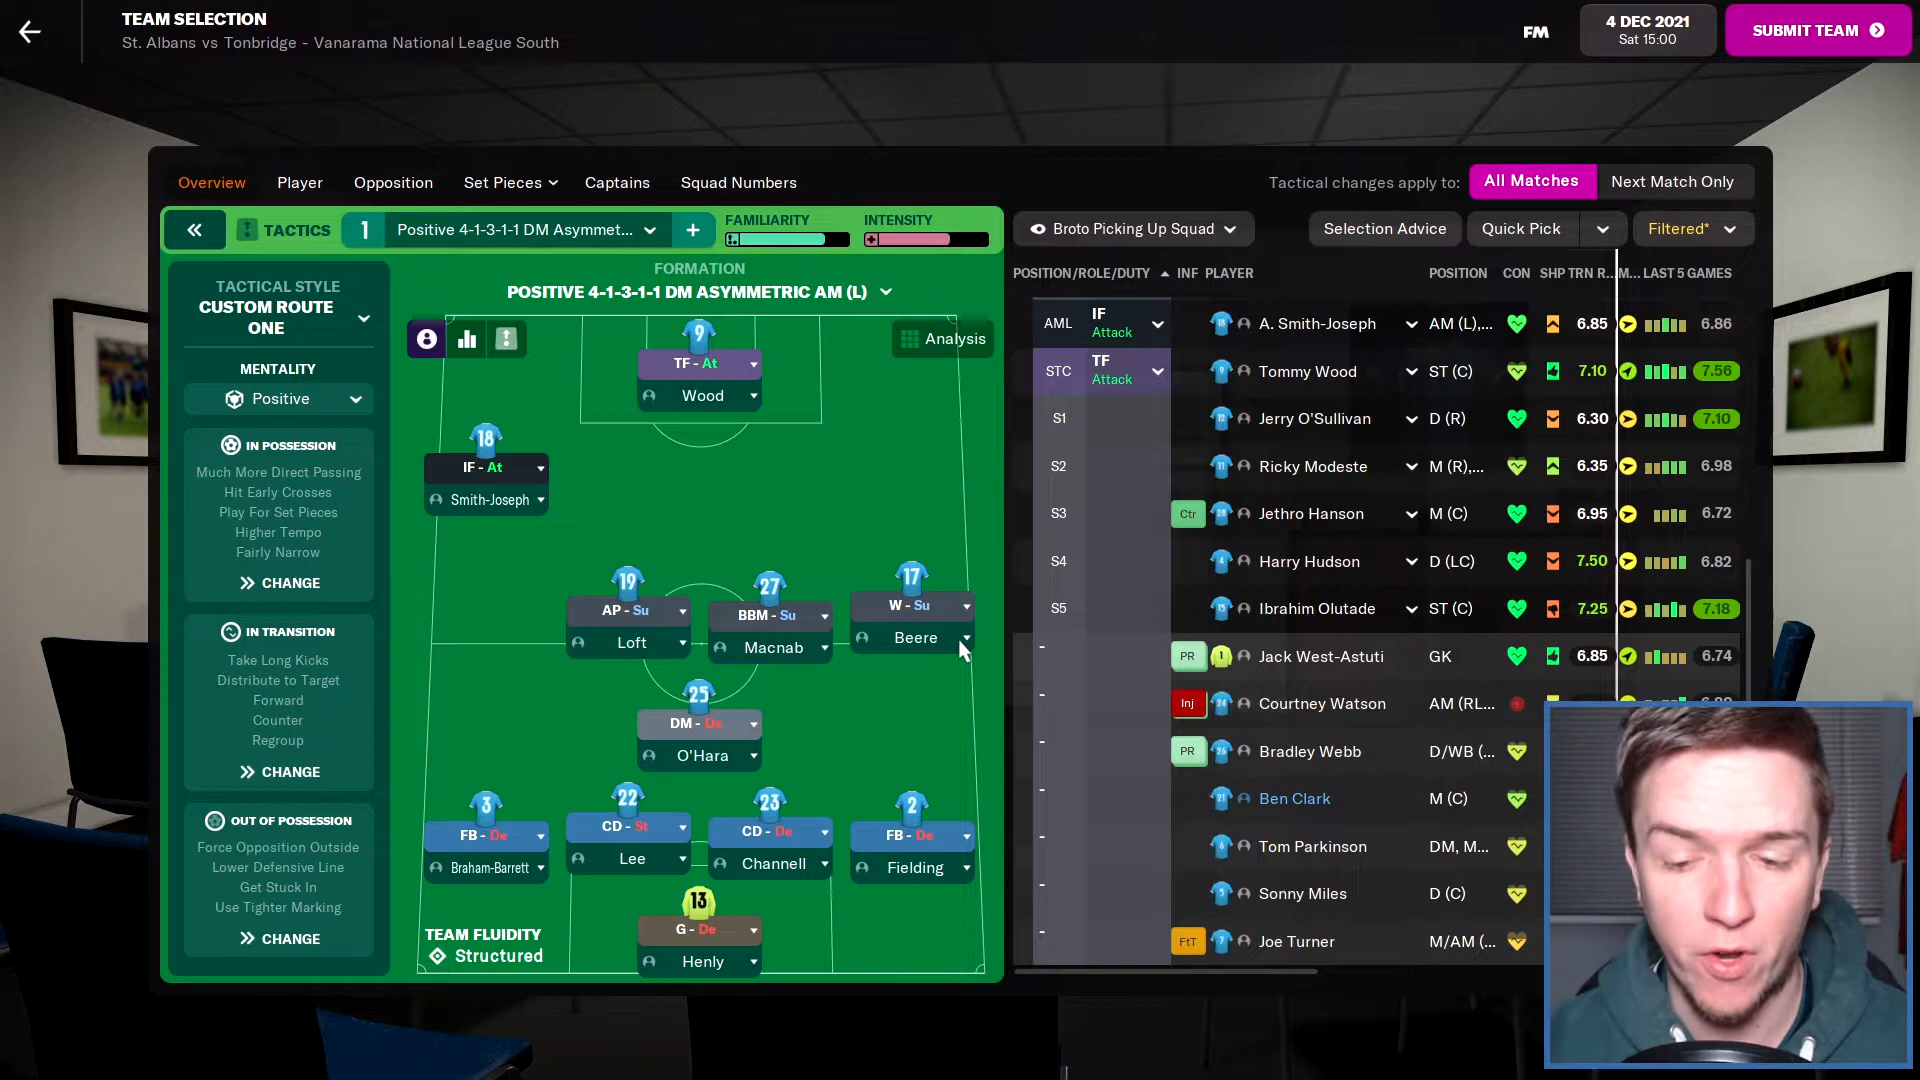 TEAM SELECTION
St. Albans vs Tonbridge - Vanarama National League South
FM
4 DEC 2021
Sat 15:00
SUBMIT TEAM
Overview
Player
Opposition
Set Pieces
Captains
Squad Numbers
Tactical changes apply to:
All Matches
Next Match Only
TACTICS
1
Positive 4-1-3-1-1 DM Asymmet...
FAMILIARITY
INTENSITY
Broto Picking Up Squad
Selection Advice
Quick Pick
Filtered*
TACTICAL STYLE
CUSTOM ROUTE
ONE
MENTALITY
Positive
IN POSSESSION
Much More Direct Passing
Hit Early Crosses
Play For Set Pieces
Higher Tempo
Fairly Narrow
CHANGE
IN TRANSITION
Take Long Kicks
Distribute to Target
Forward
Counter
Regroup
CHANGE
OUT OF POSSESSION
Force Opposition Outside
Lower Defensive Line
Get Stuck In
Use Tighter Marking
CHANGE
FORMATION
POSITIVE 4-1-3-1-1 DM ASYMMETRIC AM (L)
Analysis
9
TF - At
Wood
18
IF - At
Smith-Joseph
19
AP - Su
Loft
27
BBM - Su
Macnab
17
W - Su
Beere
25
DM - De
O'Hara
3
FB - De
Braham-Barrett
22
CD - St
Lee
23
CD - De
Channell
2
FB - De
Fielding
13
G - De
Henly
TEAM FLUIDITY
Structured
POSITION/ROLE/DUTY INF PLAYER POSITION CON SHP TRN R... M... LAST 5 GAMES
AML IF Attack 18 A. Smith-Joseph AM (L),... 6.85 6.86
STC TF Attack 9 Tommy Wood ST (C) 7.10 7.56
S1 12 Jerry O'Sullivan D (R) 6.30 7.10
S2 11 Ricky Modeste M (R),... 6.35 6.98
S3 Ctr 28 Jethro Hanson M (C) 6.95 6.72
S4 4 Harry Hudson D (LC) 7.50 6.82
S5 15 Ibrahim Olutade ST (C) 7.25 7.18
- PR 1 Jack West-Astuti GK 6.85 6.74
- Inj 24 Courtney Watson AM (RL...
- PR 26 Bradley Webb D/WB (...
- 21 Ben Clark M (C)
- 6 Tom Parkinson DM, M...
- 5 Sonny Miles D (C)
- FtT 7 Joe Turner M/AM (...